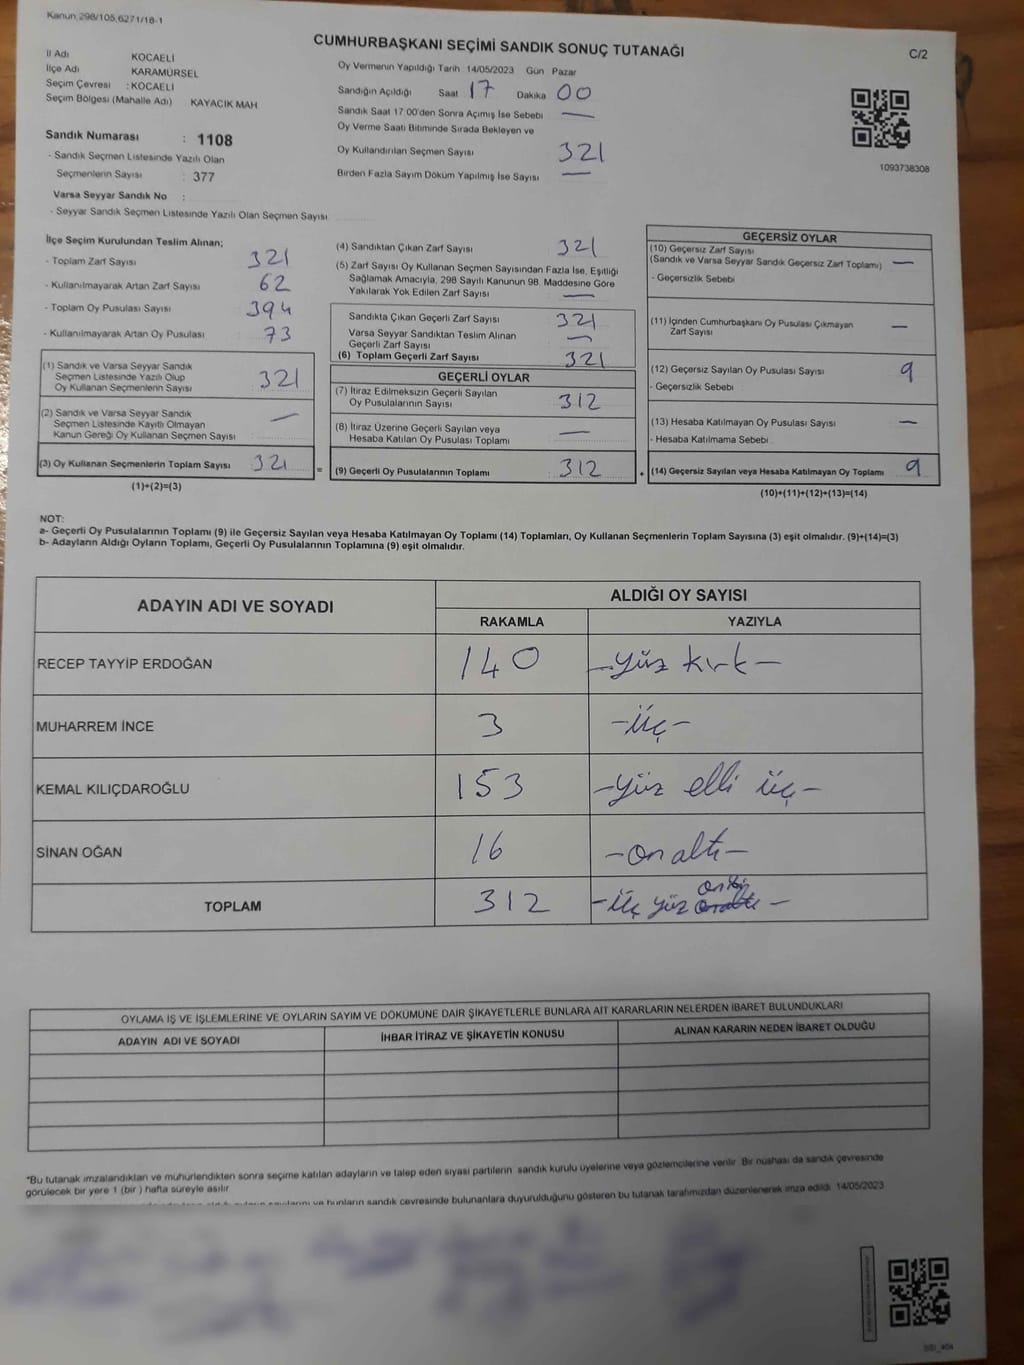 Kanun 298/105,6271/18-1
CUMHURBAŞKANI SEÇİMİ SANDIK SONUÇ TUTANAĞI
C/2
İl Adı KOCAELİ
İlçe Adı KARAMÜRSEL
Seçim Çevresi : KOCAELİ
Seçim Bölgesi (Mahalle Adı) KAYACIK MAH
Sandık Numarası : 1108
- Sandık Seçmen Listesinde Yazılı Olan
Seçmenlerin Sayısı : 377
Varsa Seyyar Sandık No :
- Seyyar Sandık Seçmen Listesinde Yazılı Olan Seçmen Sayısı
Oy Vermenin Yapıldığı Tarih 14/05/2023 Gün Pazar
Sandığın Açıldığı Saat 17 Dakika 00
Sandık Saat 17:00'den Sonra Açımış İse Sebebi —
Oy Verme Saati Bitiminde Sırada Bekleyen ve
Oy Kullandırılan Seçmen Sayısı 321
Birden Fazla Sayım Döküm Yapılmış İse Sayısı —
1093738308
İlçe Seçim Kurulundan Teslim Alınan;
- Toplam Zarf Sayısı 321
- Kullanılmayarak Artan Zarf Sayısı 62
- Toplam Oy Pusulası Sayısı 394
- Kullanılmayarak Artan Oy Pusulası 73
(1) Sandık ve Varsa Seyyar Sandık
Seçmen Listesinde Yazılı Olup
Oy Kullanan Seçmenlerin Sayısı 321
(2) Sandık ve Varsa Seyyar Sandık
Seçmen Listesinde Kayıtlı Olmayan
Kanun Gereği Oy Kullanan Seçmen Sayısı —
(3) Oy Kullanan Seçmenlerin Toplam Sayısı 321
(1)+(2)=(3)
(4) Sandıktan Çıkan Zarf Sayısı 321
(5) Zarf Sayısı Oy Kullanan Seçmen Sayısından Fazla İse, Eşitliği
Sağlamak Amacıyla, 298 Sayılı Kanunun 98. Maddesine Göre
Yakılarak Yok Edilen Zarf Sayısı —
Sandıkta Çıkan Geçerli Zarf Sayısı 321
Varsa Seyyar Sandıktan Teslim Alınan
Geçerli Zarf Sayısı —
(6) Toplam Geçerli Zarf Sayısı 321
GEÇERLİ OYLAR
(7) İtiraz Edilmeksizin Geçerli Sayılan
Oy Pusulalarının Sayısı 312
(8) İtiraz Üzerine Geçerli Sayılan veya
Hesaba Katılan Oy Pusulası Toplamı —
= (9) Geçerli Oy Pusulalarının Toplamı 312 +
GEÇERSİZ OYLAR
(10) Geçersiz Zarf Sayısı
(Sandık ve Varsa Seyyar Sandık Geçersiz Zarf Toplamı) —
- Geçersizlik Sebebi
(11) İçinden Cumhurbaşkanı Oy Pusulası Çıkmayan
Zarf Sayısı —
(12) Geçersiz Sayılan Oy Pusulası Sayısı 9
- Geçersizlik Sebebi
(13) Hesaba Katılmayan Oy Pusulası Sayısı —
- Hesaba Katılmama Sebebi
(14) Geçersiz Sayılan veya Hesaba Katılmayan Oy Toplamı 9
(10)+(11)+(12)+(13)=(14)
NOT:
a- Geçerli Oy Pusulalarının Toplamı (9) ile Geçersiz Sayılan veya Hesaba Katılmayan Oy Toplamı (14) Toplamları, Oy Kullanan Seçmenlerin Toplam Sayısına (3) eşit olmalıdır. (9)+(14)=(3)
b- Adayların Aldığı Oyların Toplamı, Geçerli Oy Pusulalarının Toplamına (9) eşit olmalıdır.
ADAYIN ADI VE SOYADI
ALDIĞI OY SAYISI
RAKAMLA YAZIYLA
RECEP TAYYİP ERDOĞAN 140 -yüz kırk-
MUHARREM İNCE 3 -üç-
KEMAL KILIÇDAROĞLU 153 -yüz elli üç-
SİNAN OĞAN 16 -on altı-
TOPLAM 312 -üç yüz oniki-
OYLAMA İŞ VE İŞLEMLERİNE VE OYLARIN SAYIM VE DÖKÜMÜNE DAİR ŞİKAYETLERLE BUNLARA AİT KARARLARIN NELERDEN İBARET BULUNDUKLARI
ADAYIN ADI VE SOYADI İHBAR İTİRAZ VE ŞİKAYETİN KONUSU ALINAN KARARIN NEDEN İBARET OLDUĞU
*Bu tutanak imzalandıktan ve mühürlendikten sonra seçime katılan adayların ve talep eden siyasi partilerin sandık kurulu üyelerine veya gözlemcilerine verilir. Bir nüshası da sandık çevresinde
görülecek bir yere 1 (bir) hafta süreyle asılır
ve bunların sandık çevresinde bulunanlara duyurulduğunu gösteren bu tutanak tarafımızdan düzenlenerek imza edildi. 14/05/2023